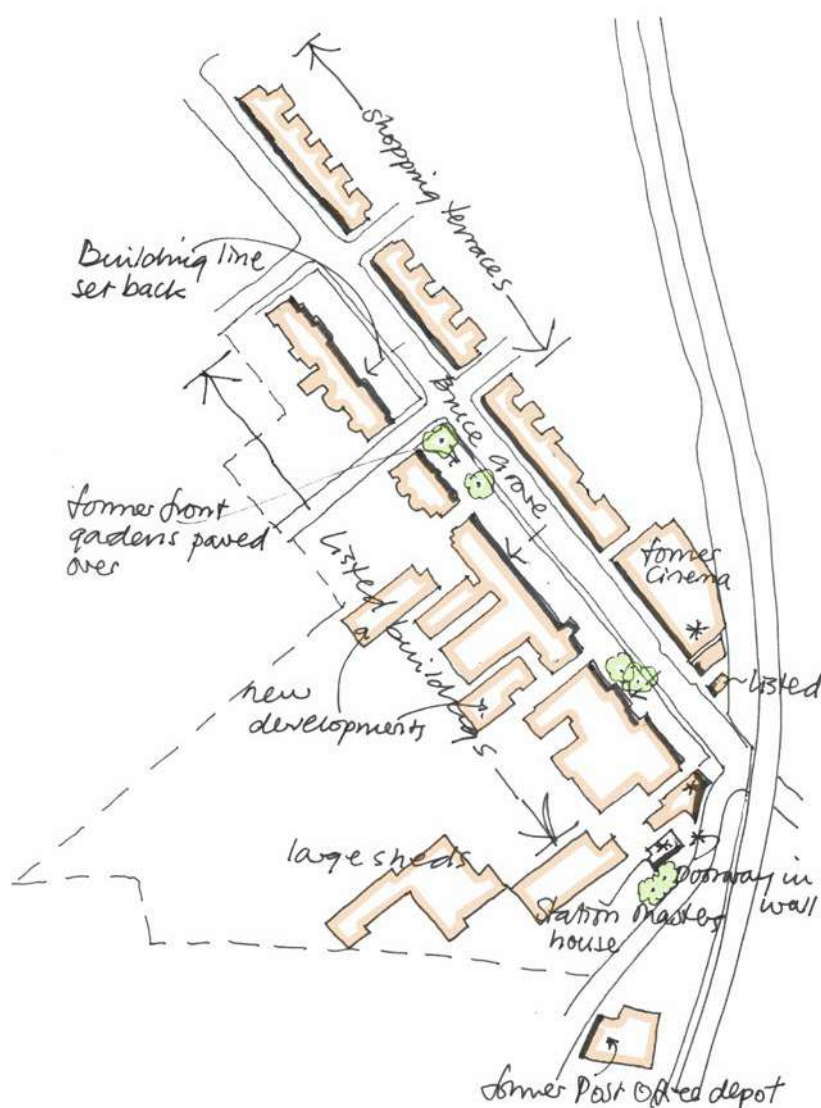 shopping terraces
Building line
set back
Bruce Grove
former front
gardens paved
over
former
cinema
Listed
Listed buildings
new
developments
large sheds
Doorway in
wall
Station Masters
house
former Post Office depot